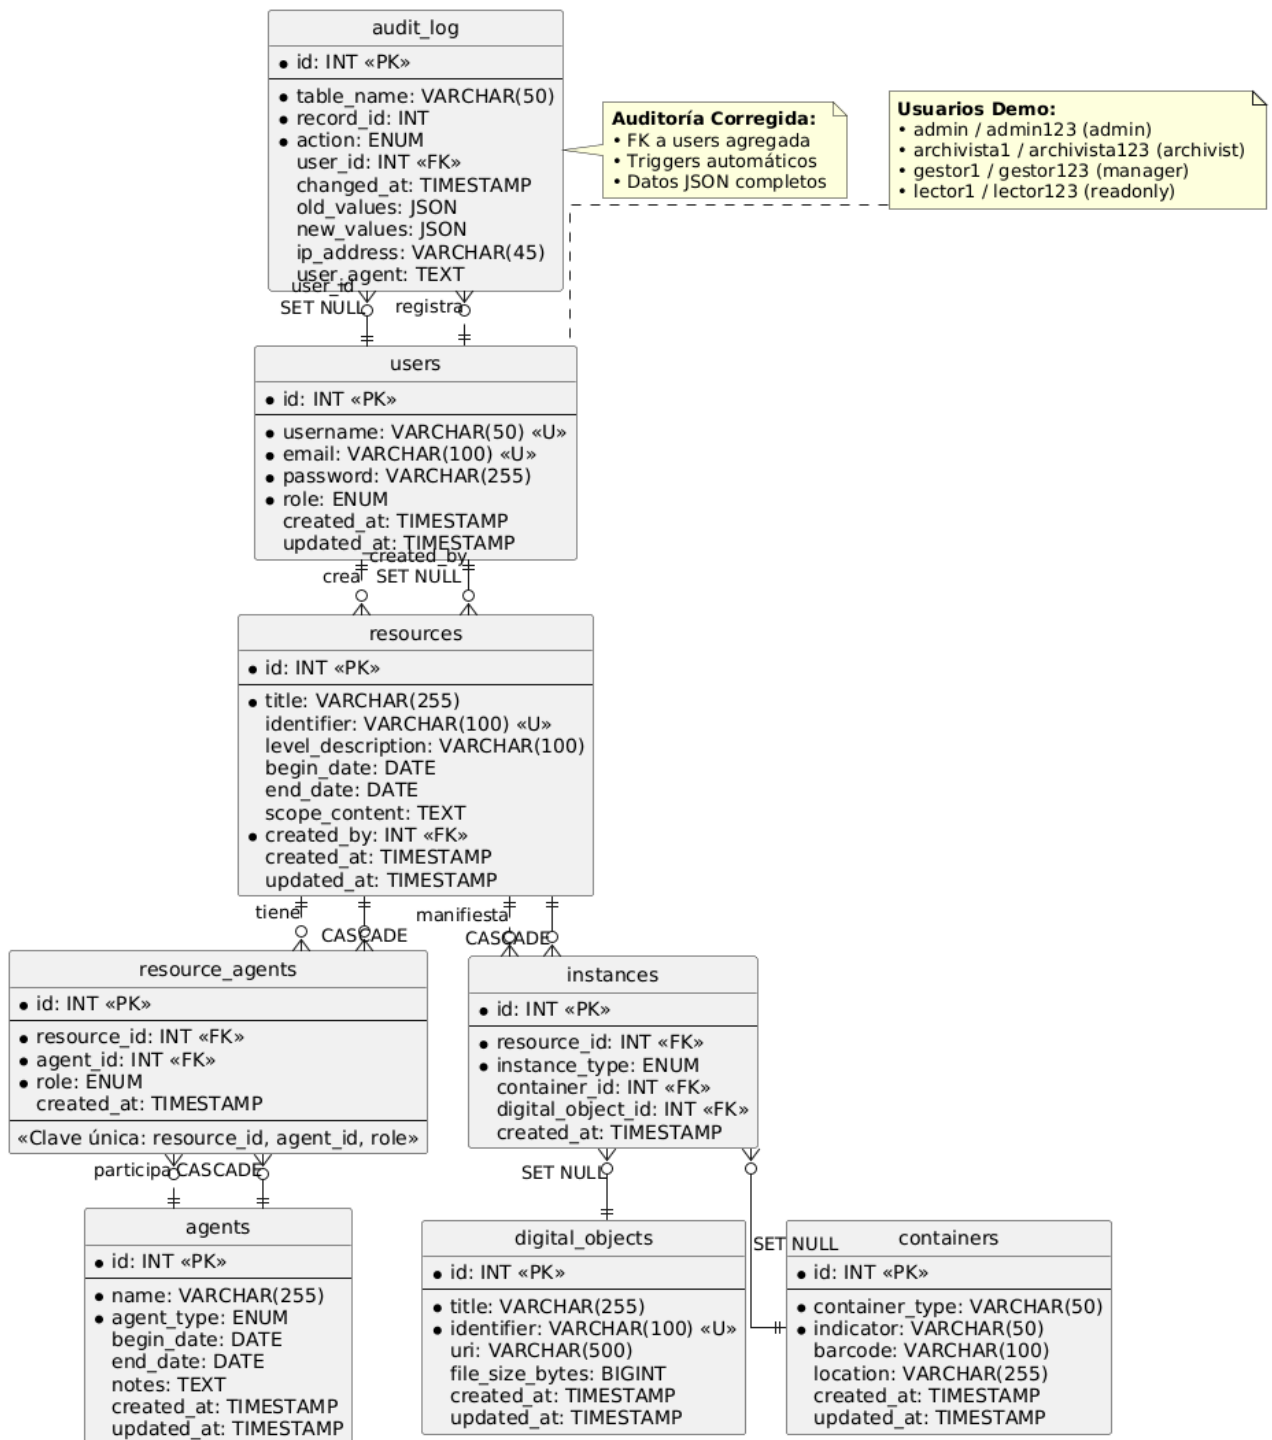 audit_log
id: INT «PK»
table_name: VARCHAR(50)
record_id: INT
action: ENUM
user_id: INT «FK»
changed_at: TIMESTAMP
old_values: JSON
new_values: JSON
ip_address: VARCHAR(45)
user_agent: TEXT
Auditoría Corregida:
• FK a users agregada
• Triggers automáticos
• Datos JSON completos
Usuarios Demo:
• admin / admin123 (admin)
• archivista1 / archivista123 (archivist)
• gestor1 / gestor123 (manager)
• lector1 / lector123 (readonly)
user_id
SET NULL
registra
users
id: INT «PK»
username: VARCHAR(50) «U»
email: VARCHAR(100) «U»
password: VARCHAR(255)
role: ENUM
created_at: TIMESTAMP
updated_at: TIMESTAMP
crea
created_by
SET NULL
resources
id: INT «PK»
title: VARCHAR(255)
identifier: VARCHAR(100) «U»
level_description: VARCHAR(100)
begin_date: DATE
end_date: DATE
scope_content: TEXT
created_by: INT «FK»
created_at: TIMESTAMP
updated_at: TIMESTAMP
tiene
CASCADE
manifiesta
CASCADE
resource_agents
id: INT «PK»
resource_id: INT «FK»
agent_id: INT «FK»
role: ENUM
created_at: TIMESTAMP
«Clave única: resource_id, agent_id, role»
instances
id: INT «PK»
resource_id: INT «FK»
instance_type: ENUM
container_id: INT «FK»
digital_object_id: INT «FK»
created_at: TIMESTAMP
participa
CASCADE
SET NULL
SET NULL
agents
id: INT «PK»
name: VARCHAR(255)
agent_type: ENUM
begin_date: DATE
end_date: DATE
notes: TEXT
created_at: TIMESTAMP
updated_at: TIMESTAMP
digital_objects
id: INT «PK»
title: VARCHAR(255)
identifier: VARCHAR(100) «U»
uri: VARCHAR(500)
file_size_bytes: BIGINT
created_at: TIMESTAMP
updated_at: TIMESTAMP
containers
id: INT «PK»
container_type: VARCHAR(50)
indicator: VARCHAR(50)
barcode: VARCHAR(100)
location: VARCHAR(255)
created_at: TIMESTAMP
updated_at: TIMESTAMP